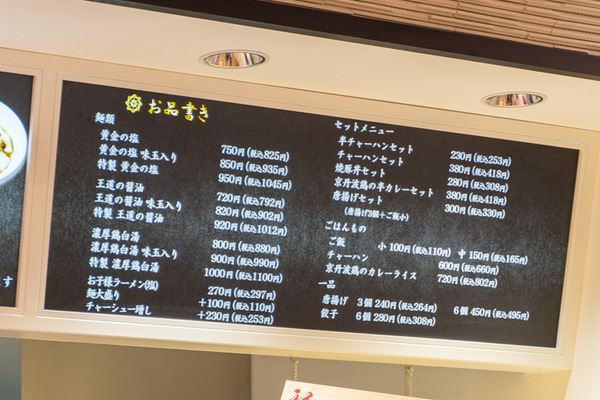 お品書き
麺類
黄金の塩 750円(税込825円)
黄金の塩 味玉入り 850円(税込935円)
特製 黄金の塩 950円(税込1045円)
王道の醤油 720円(税込792円)
王道の醤油 味玉入り 820円(税込902円)
特製 王道の醤油 920円(税込1012円)
濃厚鶏白湯 800円(税込880円)
濃厚鶏白湯 味玉入り 900円(税込990円)
特製 濃厚鶏白湯 1000円(税込1100円)
お子様ラーメン(塩) 270円(税込297円)
麺大盛り +100円(税込110円)
チャーシュー増し +230円(税込253円)
セットメニュー
半チャーハンセット 230円(税込253円)
チャーハンセット 380円(税込418円)
焼豚丼セット 280円(税込308円)
京丹波鶏の半カレーセット 380円(税込418円)
唐揚げセット 300円(税込330円)
(唐揚げ3個+ご飯小)
ごはんもの
ご飯 小 100円(税込110円) 中 150円(税込165円)
チャーハン 600円(税込660円)
京丹波鶏のカレーライス 720円(税込802円)
一品
唐揚げ 3個 240円(税込264円) 6個 450円(税込495円)
餃子 6個 280円(税込308円)
す